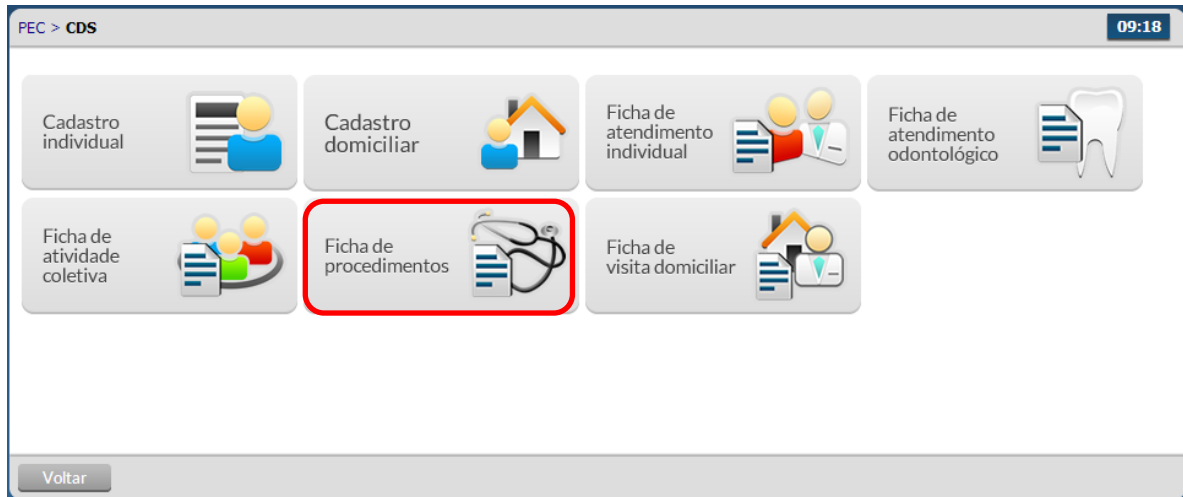 PEC > CDS
09:18
Cadastro
individual
Cadastro
domiciliar
Ficha de
atendimento
individual
Ficha de
atendimento
odontológico
Ficha de
atividade
coletiva
Ficha de
procedimentos
Ficha de
visita domiciliar
Voltar